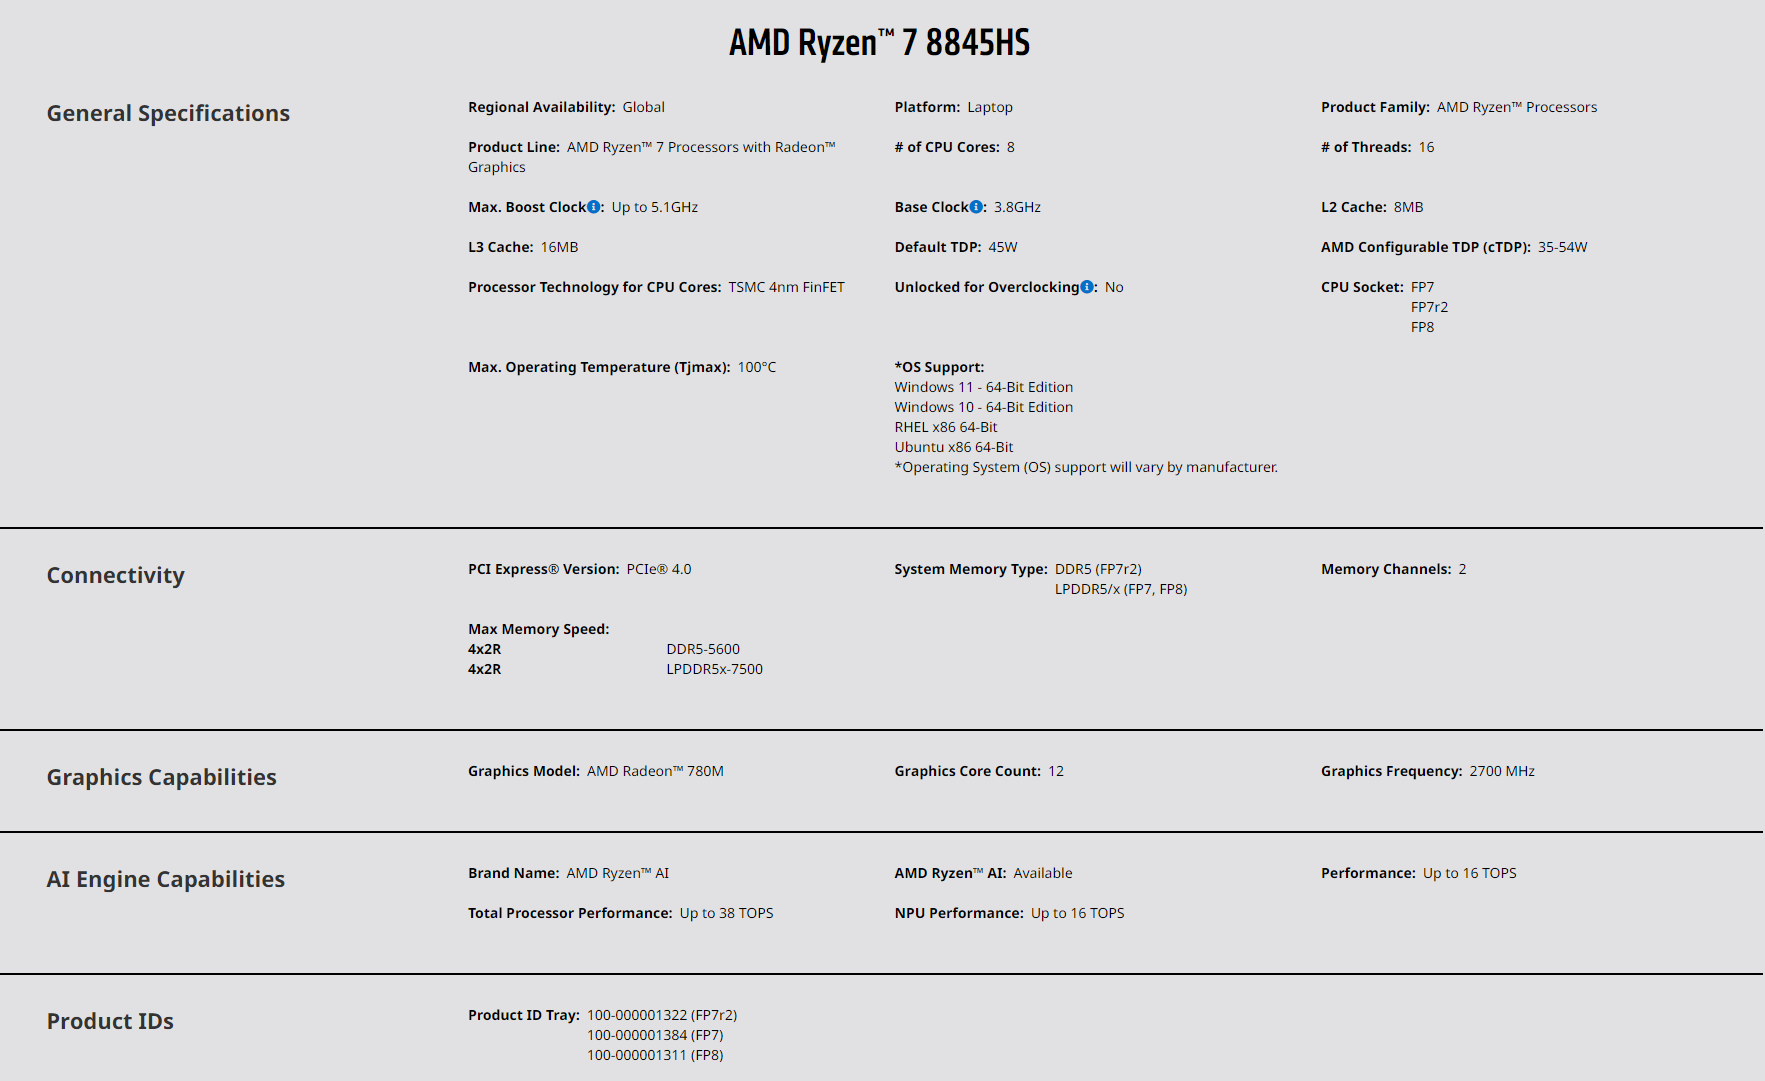 AMD Ryzen™ 7 8845HS
General Specifications
Regional Availability: Global
Platform: Laptop
Product Family: AMD Ryzen™ Processors
Product Line: AMD Ryzen™ 7 Processors with Radeon™
Graphics
# of CPU Cores: 8
# of Threads: 16
Max. Boost Clock: Up to 5.1GHz
Base Clock: 3.8GHz
L2 Cache: 8MB
L3 Cache: 16MB
Default TDP: 45W
AMD Configurable TDP (cTDP): 35-54W
Processor Technology for CPU Cores: TSMC 4nm FinFET
Unlocked for Overclocking: No
CPU Socket: FP7
FP7r2
FP8
Max. Operating Temperature (Tjmax): 100°C
*OS Support:
Windows 11 - 64-Bit Edition
Windows 10 - 64-Bit Edition
RHEL x86 64-Bit
Ubuntu x86 64-Bit
*Operating System (OS) support will vary by manufacturer.
Connectivity
PCI Express® Version: PCIe® 4.0
System Memory Type: DDR5 (FP7r2)
LPDDR5/x (FP7, FP8)
Memory Channels: 2
Max Memory Speed:
4x2R DDR5-5600
4x2R LPDDR5x-7500
Graphics Capabilities
Graphics Model: AMD Radeon™ 780M
Graphics Core Count: 12
Graphics Frequency: 2700 MHz
AI Engine Capabilities
Brand Name: AMD Ryzen™ AI
AMD Ryzen™ AI: Available
Performance: Up to 16 TOPS
Total Processor Performance: Up to 38 TOPS
NPU Performance: Up to 16 TOPS
Product IDs
Product ID Tray: 100-000001322 (FP7r2)
100-000001384 (FP7)
100-000001311 (FP8)